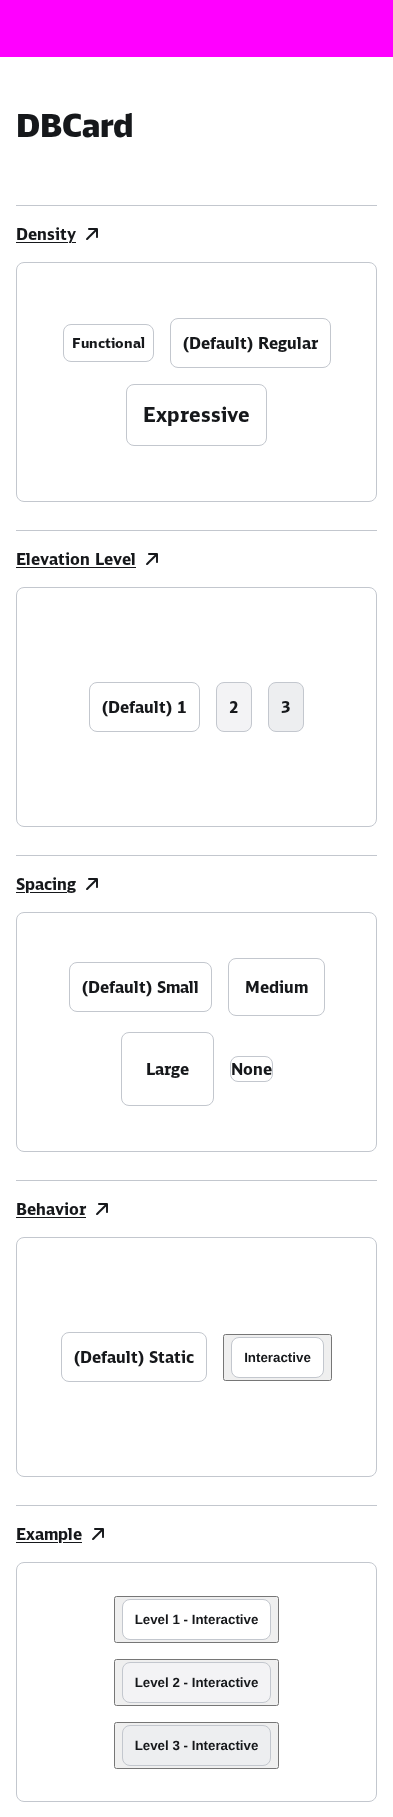 DBCard
Density
Functional
(Default) Regular
Expressive
Elevation Level
(Default) 1
2
3
Spacing
(Default) Small
Medium
Large
None
Behavior
(Default) Static
Interactive
Example
Level 1 - Interactive
Level 2 - Interactive
Level 3 - Interactive